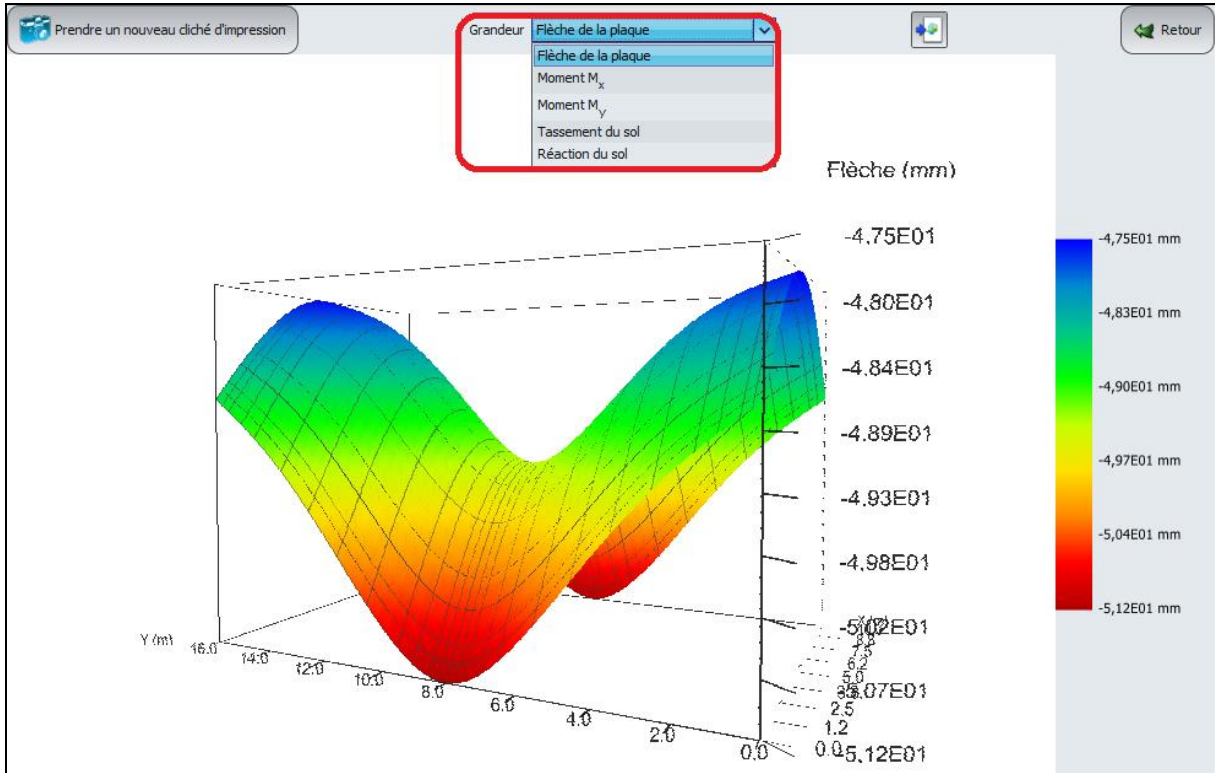 Prendre un nouveau cliché d'impression
Grandeur Flèche de la plaque
Retour
Flèche de la plaque
Moment Mx
Moment My
Tassement du sol
Réaction du sol
Flèche (mm)
-4.75E01
-4.80E01
-4.84E01
-4.89E01
-4.93E01
-4.98E01
-5.02E01
-5.07E01
-5.12E01
-4,75E01 mm
-4,83E01 mm
-4,90E01 mm
-4,97E01 mm
-5,04E01 mm
-5,12E01 mm
Y (m)
16.0
14.0
12.0
10.0
8.0
6.0
4.0
2.0
0.0
7.5
6.2
5.0
2.5
1.2
0.0